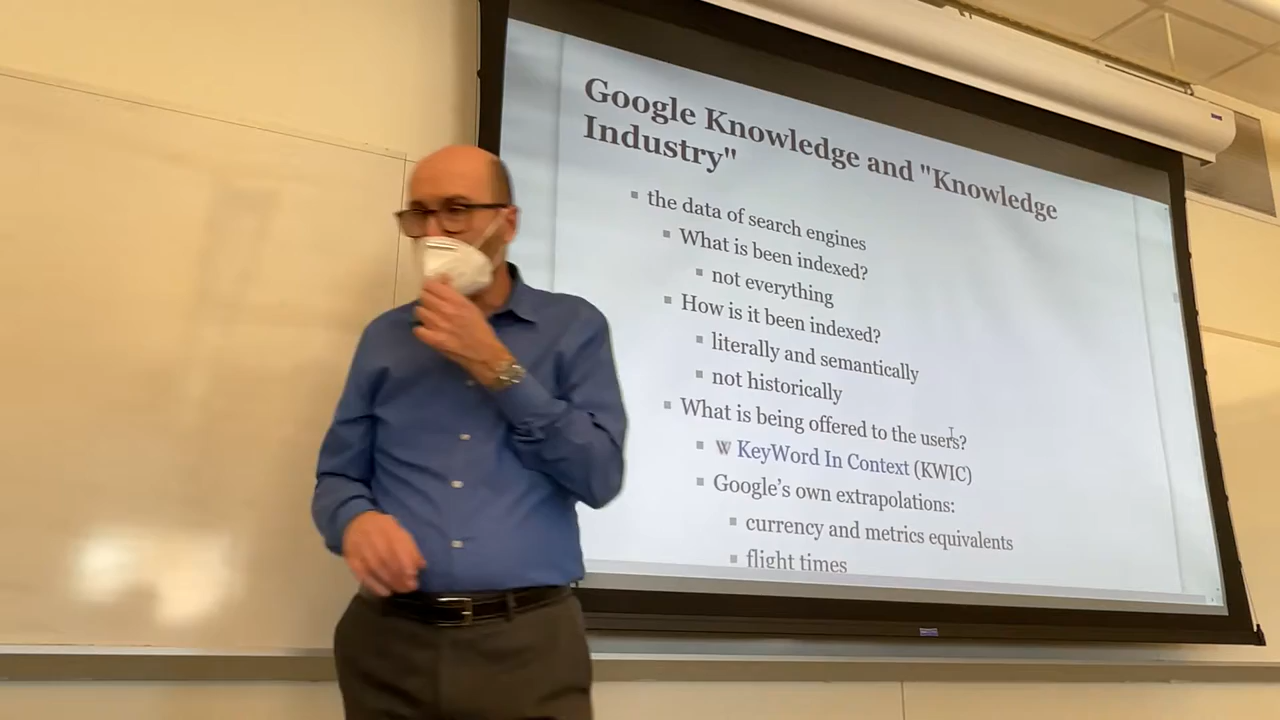 Google Knowledge and "Knowledge
Industry"
the data of search engines
What is been indexed?
not everything
How is it been indexed?
literally and semantically
not historically
What is being offered to the users?
W KeyWord In Context (KWIC)
Google's own extrapolations:
currency and metrics equivalents
flight times